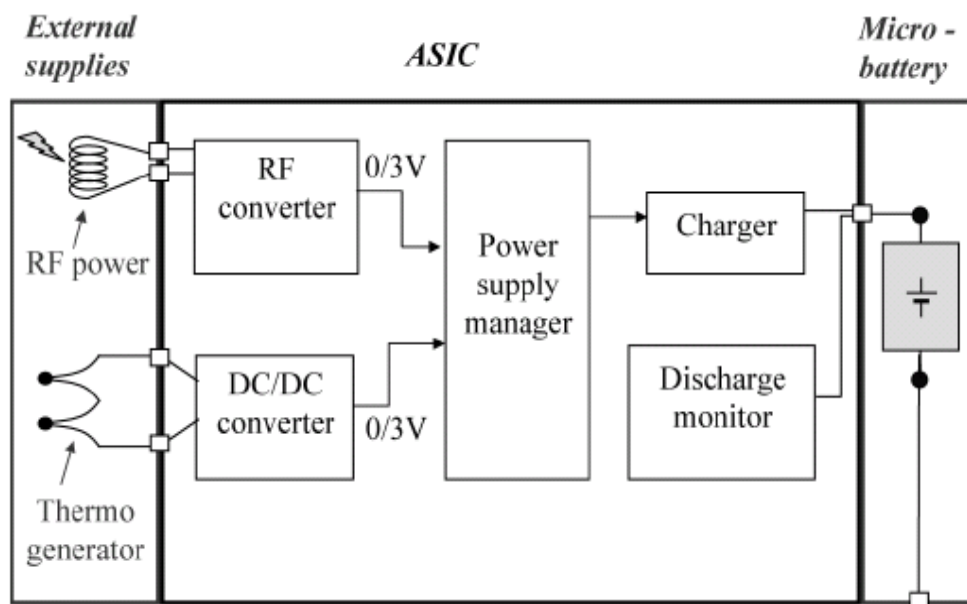 External
supplies
ASIC
Micro -
battery
RF
converter
0/3V
Power
supply
manager
Charger
RF power
DC/DC
converter
0/3V
Discharge
monitor
Thermo
generator